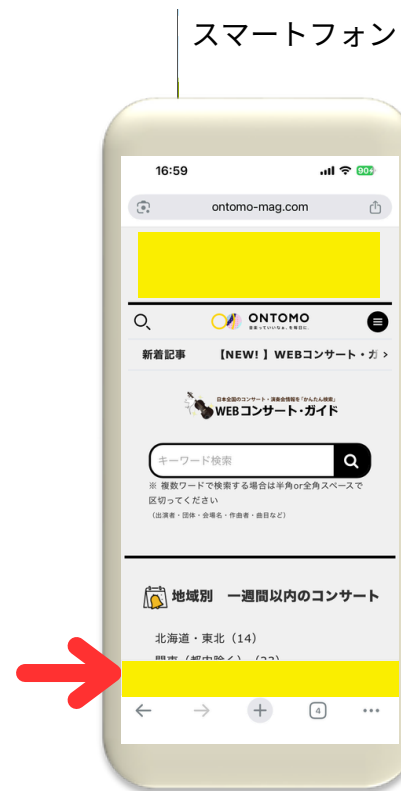 スマートフォン
16:59
90
ontomo-mag.com
ONTOMO
新着記事 【NEW!】WEBコンサート・ガ
日本全国のコンサート・演奏会情報を「かんたん検索」
WEBコンサート・ガイド
キーワード検索
※ 複数ワードで検索する場合は半角or全角スペースで
区切ってください
（出演者・団体・会場名・作曲者・曲目など）
地域別 一週間以内のコンサート
北海道・東北（14）
4